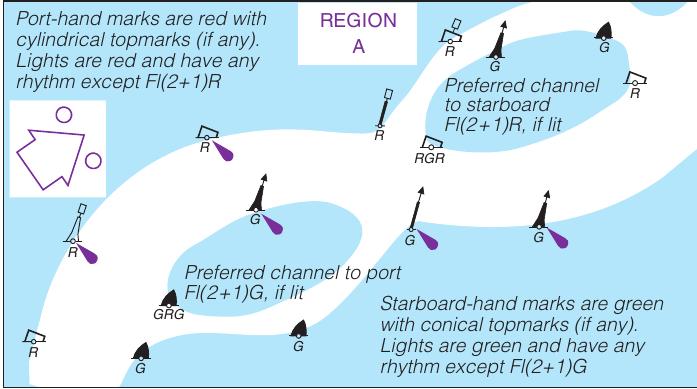 Port-hand marks are red with
cylindrical topmarks (if any).
Lights are red and have any
rhythm except Fl(2+1)R
REGION
A
R
G
G
R
Preferred channel
to starboard
Fl(2+1)R, if lit
R
RGR
R
G
R
G
G
Preferred channel to port
Fl(2+1)G, if lit
GRG
R
G
G
Starboard-hand marks are green
with conical topmarks (if any).
Lights are green and have any
rhythm except Fl(2+1)G